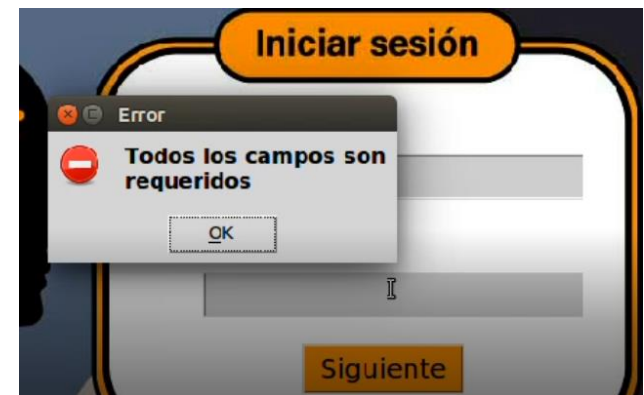 Iniciar sesión
Error
Todos los campos son
requeridos
OK
Siguiente